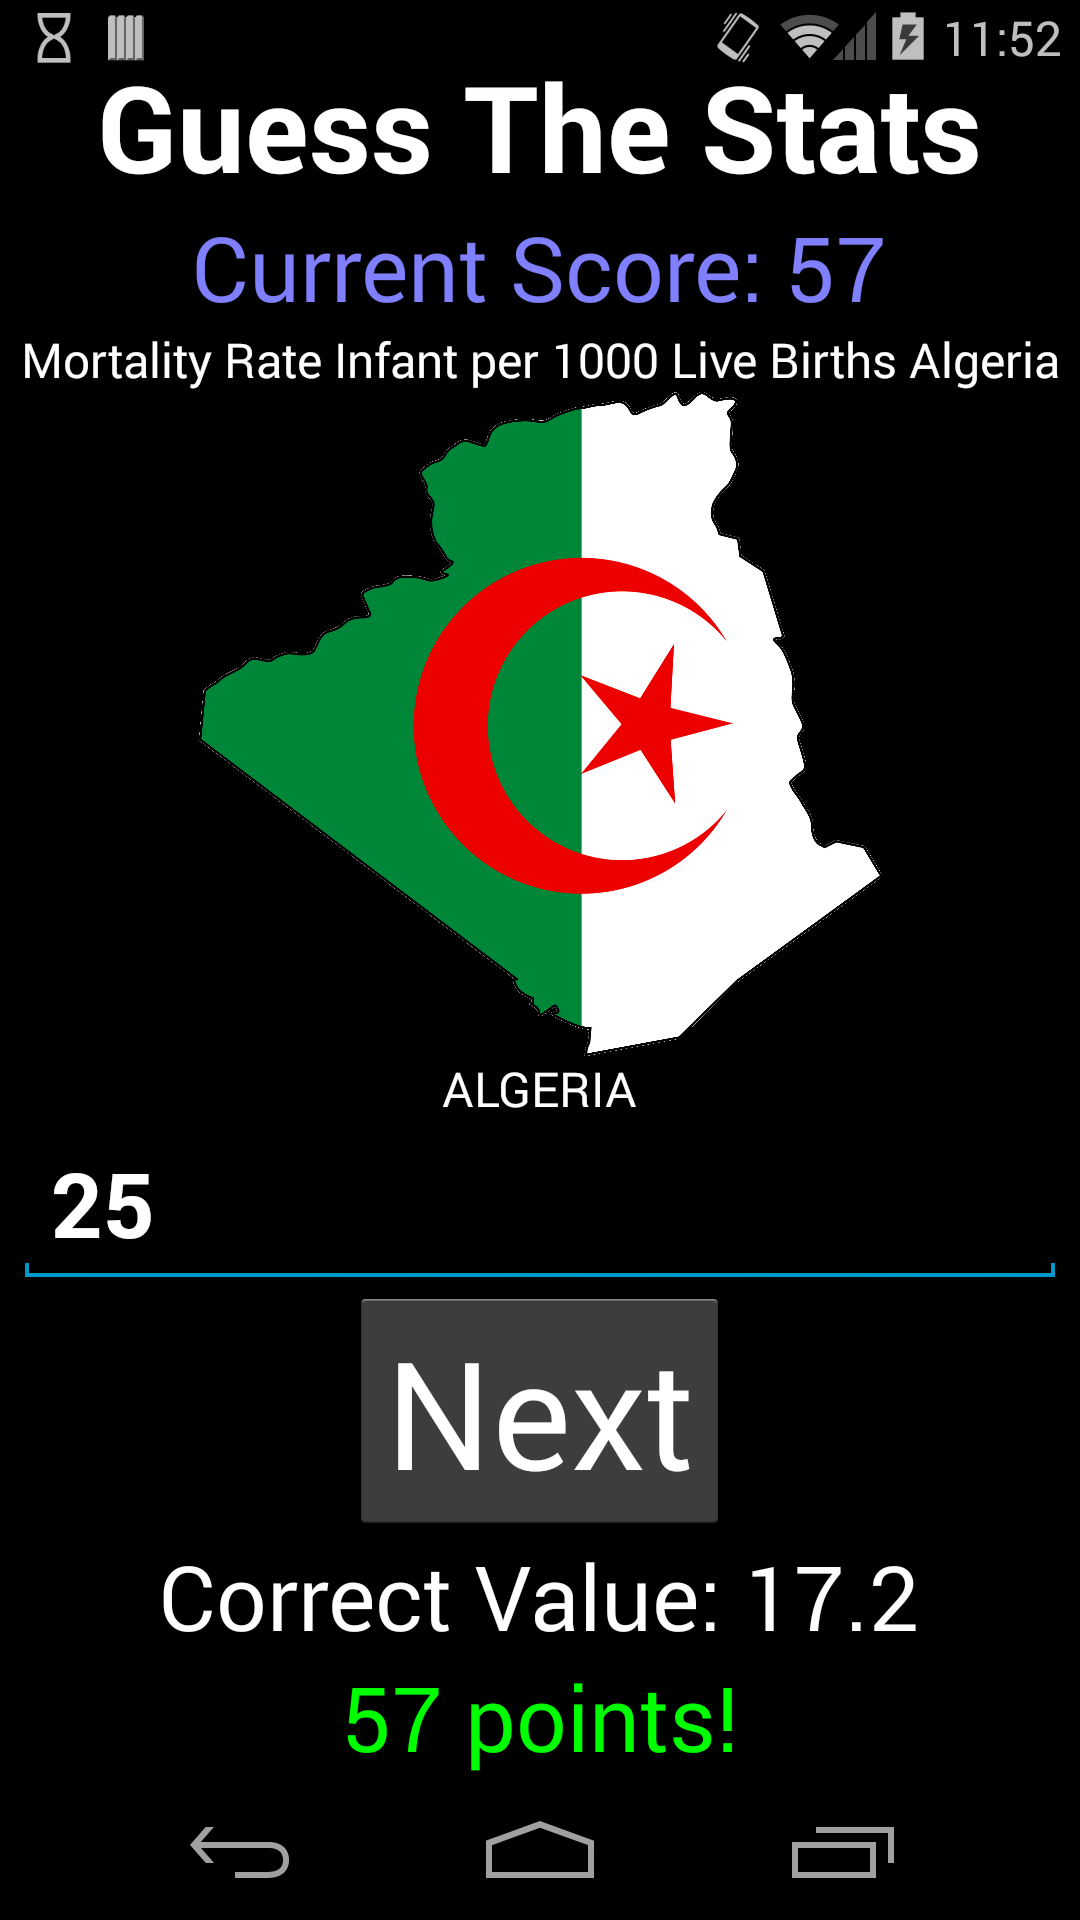 11:52
Guess The Stats
Current Score: 57
Mortality Rate Infant per 1000 Live Births Algeria
ALGERIA
25
Next
Correct Value: 17.2
57 points!